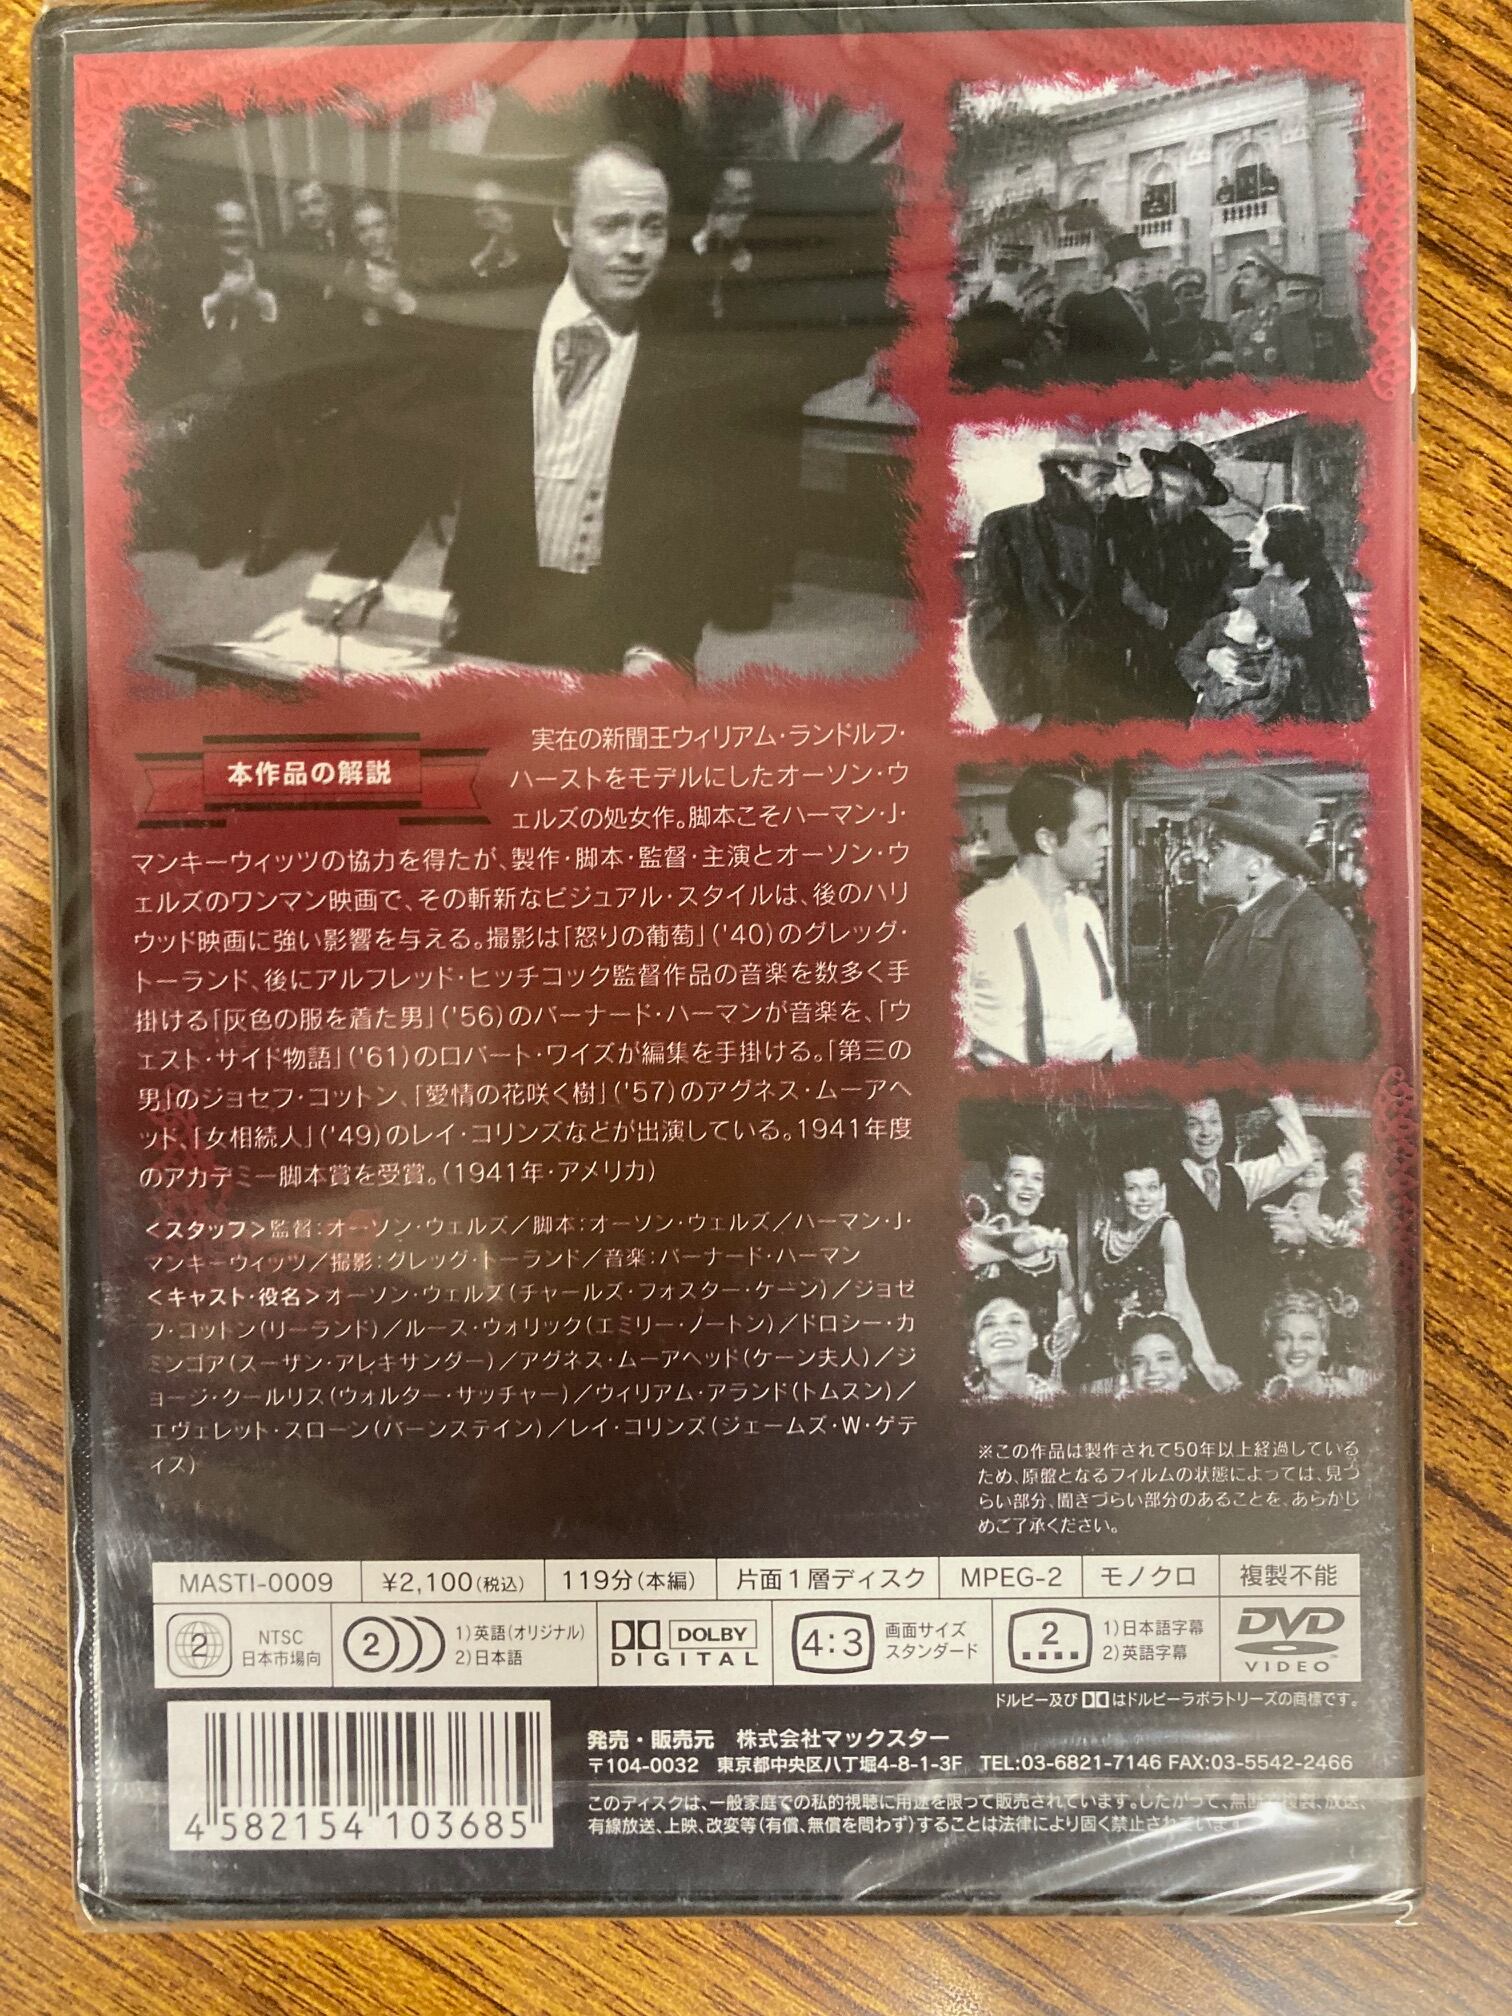 本作品の解説
実在の新聞王ウィリアム・ランドルフ・
ハーストをモデルにしたオーソン・ウ
ェルズの処女作。脚本こそハーマン・J・
マンキーウィッツの協力を得たが、製作・脚本・監督・主演とオーソン・ウ
ェルズのワンマン映画で、その斬新なビジュアル・スタイルは、後のハリ
ウッド映画に強い影響を与える。撮影は「怒りの葡萄」('40)のグレッグ・
トーランド、後にアルフレッド・ヒッチコック監督作品の音楽を数多く手
掛ける「灰色の服を着た男」('56)のバーナード・ハーマンが音楽を、「ウ
ェスト・サイド物語」('61)のロバート・ワイズが編集を手掛ける。「第三の
男」のジョセフ・コットン、「愛情の花咲く樹」('57)のアグネス・ムーアヘ
ッド、「女相続人」('49)のレイ・コリンズなどが出演している。1941年度
のアカデミー脚本賞を受賞。(1941年・アメリカ)
<スタッフ>監督:オーソン・ウェルズ/脚本:オーソン・ウェルズ/ハーマン・J・
マンキーウィッツ/撮影:グレッグ・トーランド/音楽:バーナード・ハーマン
<キャスト・役名>オーソン・ウェルズ(チャールズ・フォスター・ケーン)/ジョセ
フ・コットン(リーランド)/ルース・ウォリック(エミリー・ノートン)/ドロシー・カ
ミンゴア(スーザン・アレキサンダー)/アグネス・ムーアヘッド(ケーン夫人)/ジ
ョージ・クールリス(ウォルター・サッチャー)/ウィリアム・アランド(トムスン)/
エヴェレット・スローン(バーンステイン)/レイ・コリンズ(ジェームズ・W・ゲテ
ィス)
※この作品は製作されて50年以上経過している
ため、原盤となるフィルムの状態によっては、見づ
らい部分、聞きづらい部分のあることを、あらかじ
めご了承ください。
MASTI-0009 ¥2,100(税込) 119分(本編) 片面1層ディスク MPEG-2 モノクロ 複製不能
2 NTSC 日本市場向
2 1)英語(オリジナル) 2)日本語
DOLBY DIGITAL
4:3 画面サイズ スタンダード
2 1)日本語字幕 2)英語字幕
DVD VIDEO ™
ドルビー及び はドルビーラボラトリーズの商標です。
発売・販売元 株式会社マックスター
〒104-0032 東京都中央区八丁堀4-8-1-3F TEL:03-6821-7146 FAX:03-5542-2466
このディスクは、一般家庭での私的視聴に用途を限って販売されています。したがって、無断で複製、放送、
有線放送、上映、改変等(有償、無償を問わず)することは法律により固く禁止されています。
4 582154 103685